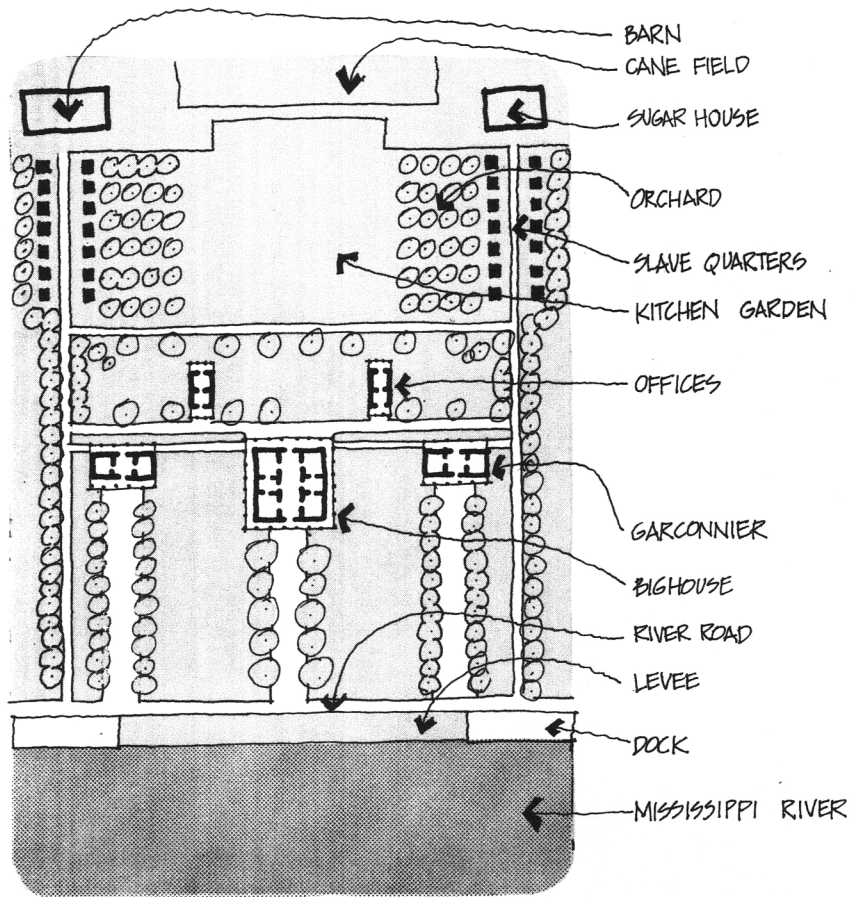 BARN
CANE FIELD
SUGAR HOUSE
ORCHARD
SLAVE QUARTERS
KITCHEN GARDEN
OFFICES
GARCONNIER
BIGHOUSE
RIVER ROAD
LEVEE
DOCK
MISSISSIPPI RIVER